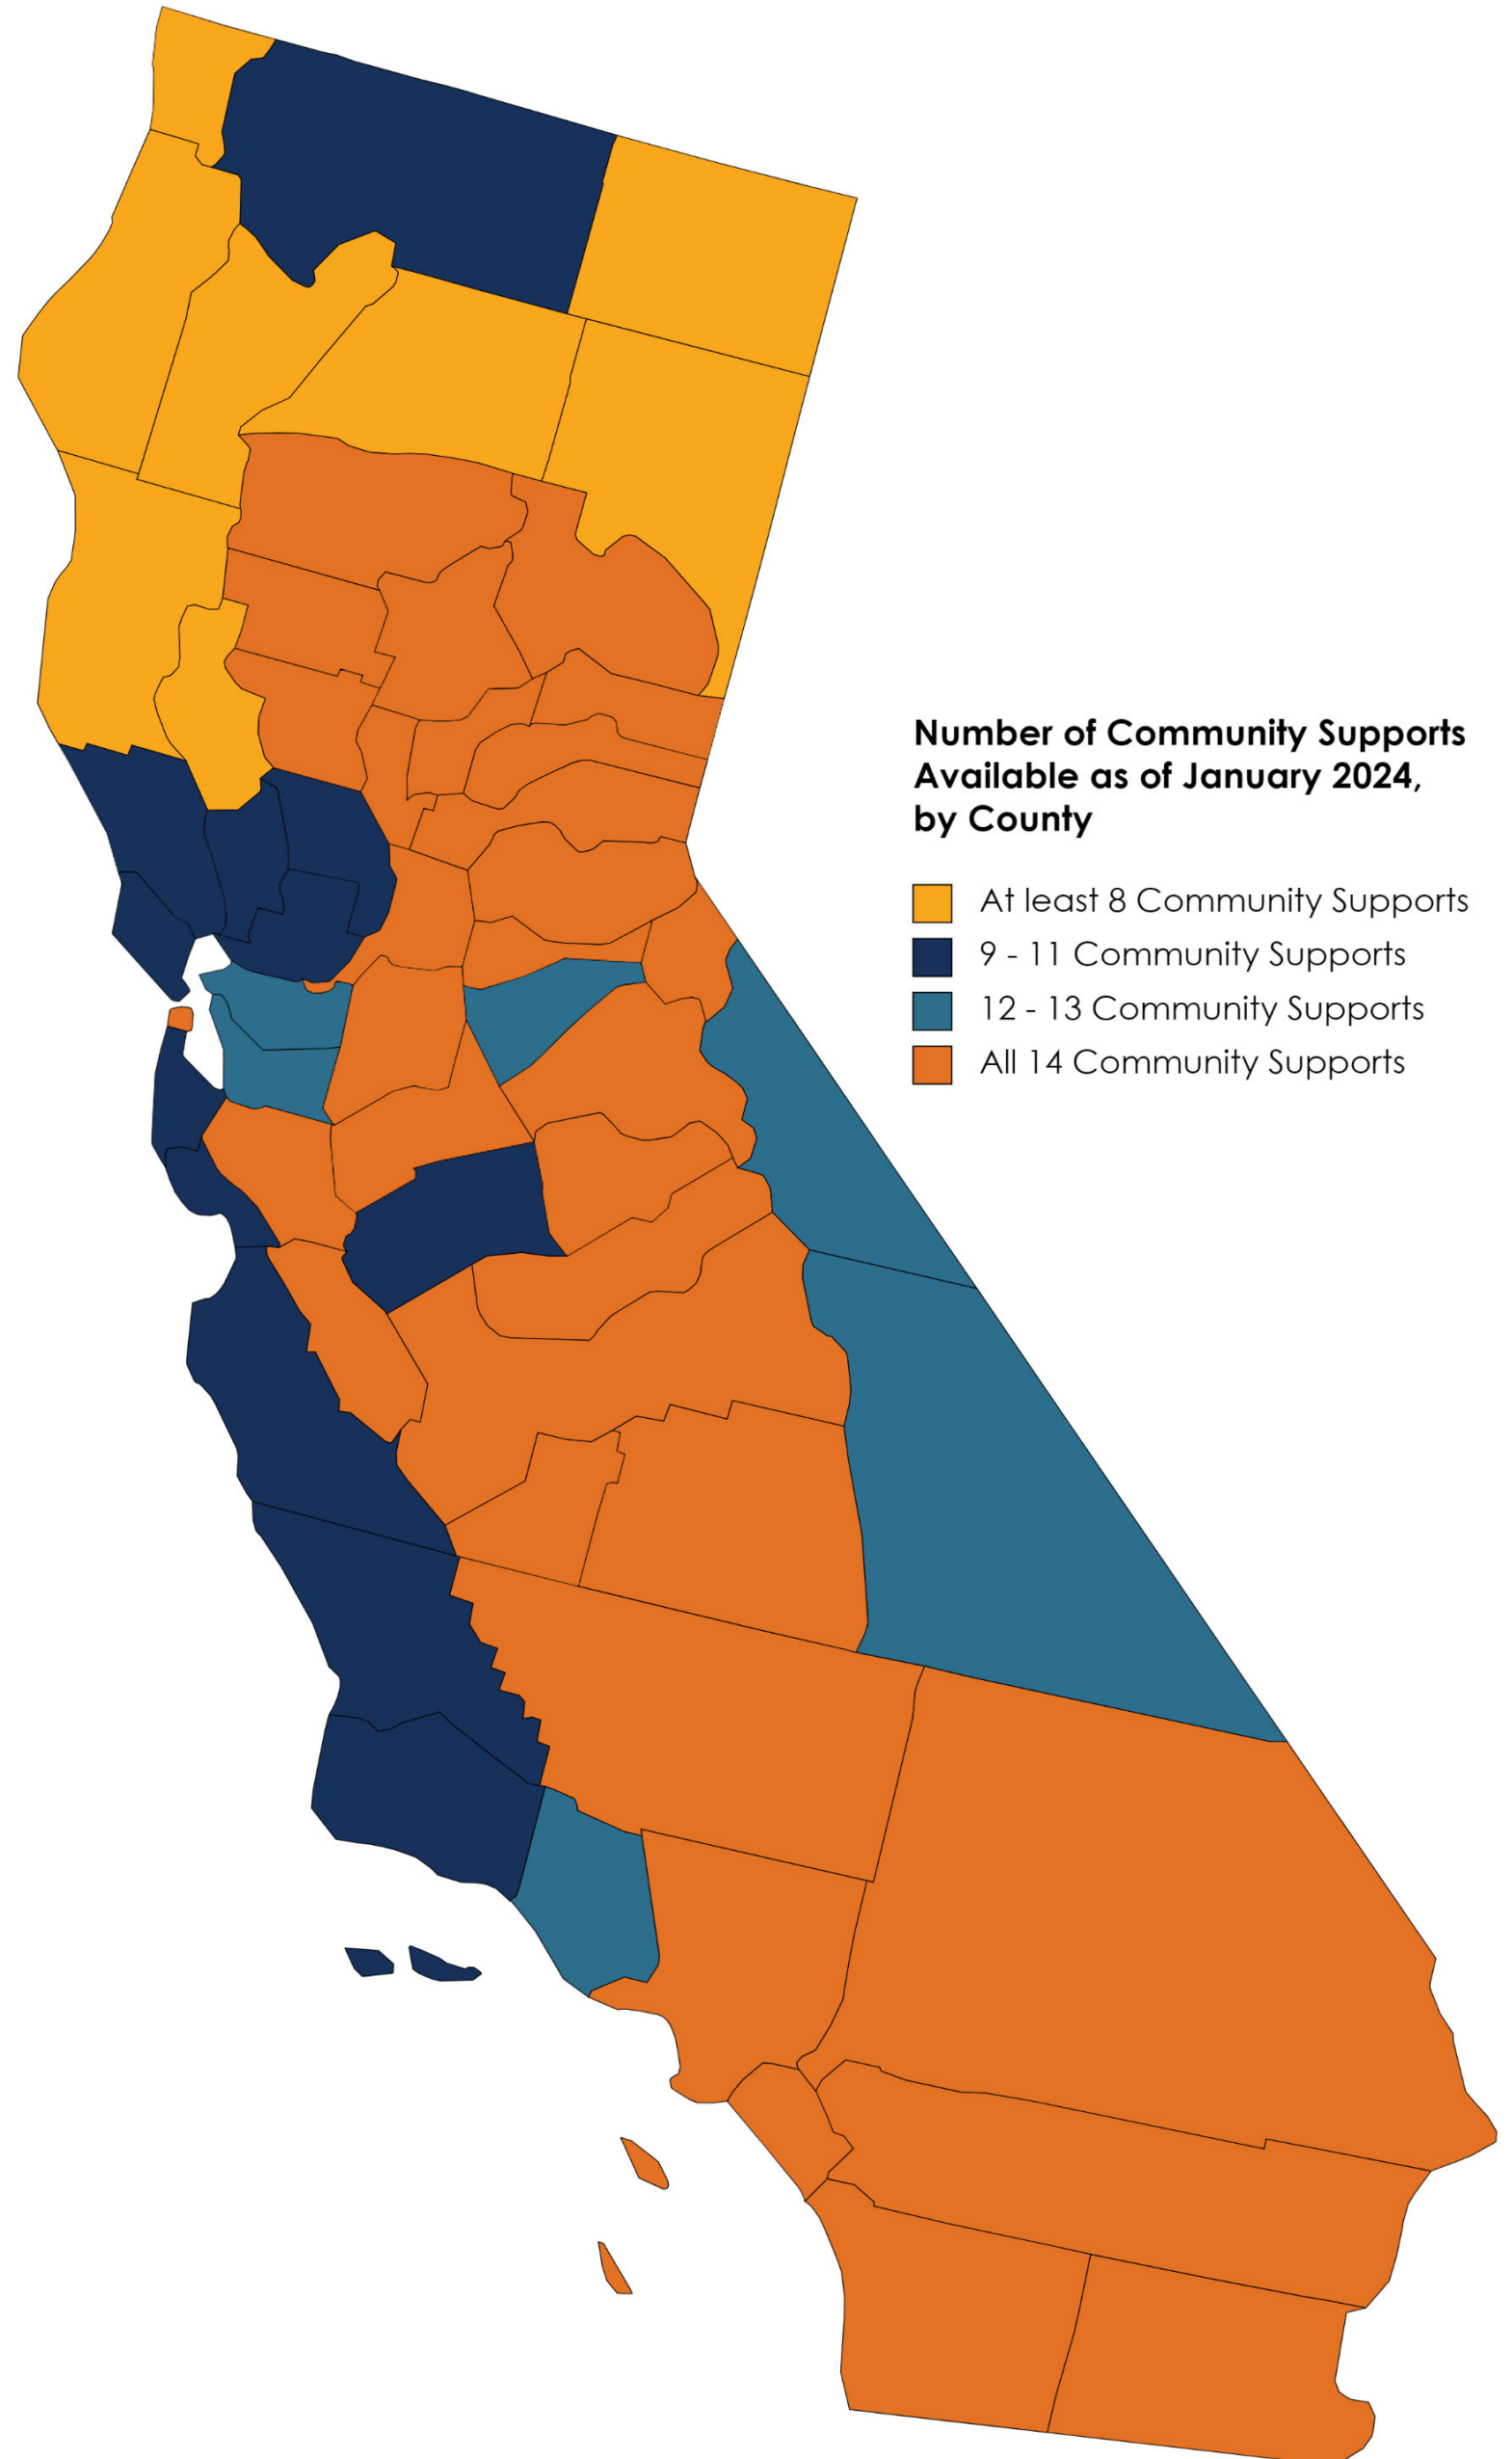 Number of Community Supports
Available as of January 2024,
by County
At least 8 Community Supports
9 - 11 Community Supports
12 - 13 Community Supports
All 14 Community Supports